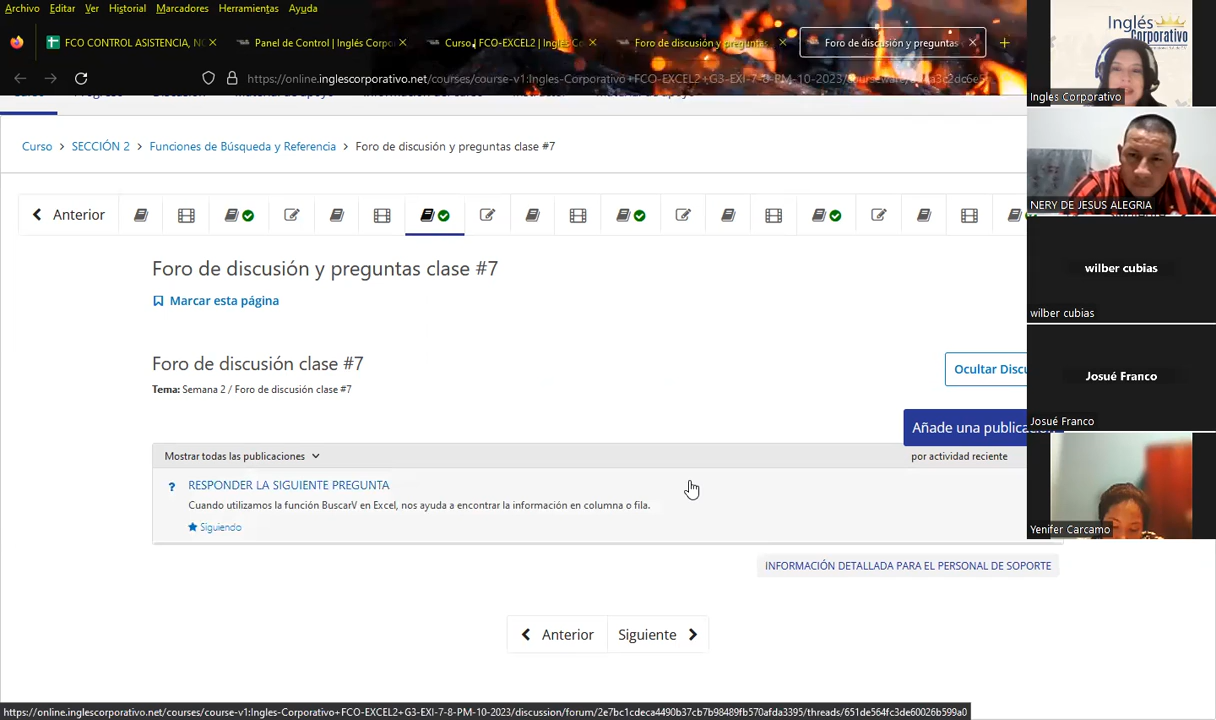 Archivo Editar Ver Historial Marcadores Herramientas Ayuda
FCO CONTROL ASISTENCIA, N
Panel de Control | Inglés Corpo
Curso | FCO-EXCEL2 | Inglés Co
Foro de discusión y preguntas
Foro de discusión y preguntas
https://online.inglescorporativo.net/courses/course-v1:Ingles-Corporativo+FCO-EXCEL2+G3-EXI-7-8-PM-10-2023/courseware/
Curso > SECCIÓN 2 > Funciones de Búsqueda y Referencia > Foro de discusión y preguntas clase #7
Anterior
Foro de discusión y preguntas clase #7
Marcar esta página
Foro de discusión clase #7
Ocultar Discu
Tema: Semana 2 / Foro de discusión clase #7
Añade una publicación
Mostrar todas las publicaciones
por actividad reciente
? RESPONDER LA SIGUIENTE PREGUNTA
Cuando utilizamos la función BuscarV en Excel, nos ayuda a encontrar la información en columna o fila.
Siguiendo
INFORMACIÓN DETALLADA PARA EL PERSONAL DE SOPORTE
Anterior
Siguiente
https://online.inglescorporativo.net/courses/course-v1:Ingles-Corporativo+FCO-EXCEL2+G3-EXI-7-8-PM-10-2023/discussion/forum/2e7bc1cdeca4490b37cb7b98489fb570afda3395/threads/651de564fc3de60026b599a0
Inglés
Corporativo
Ingles Corporativo
NERY DE JESUS ALEGRIA
wilber cubias
wilber cubias
Josué Franco
Josué Franco
Yenifer Carcamo